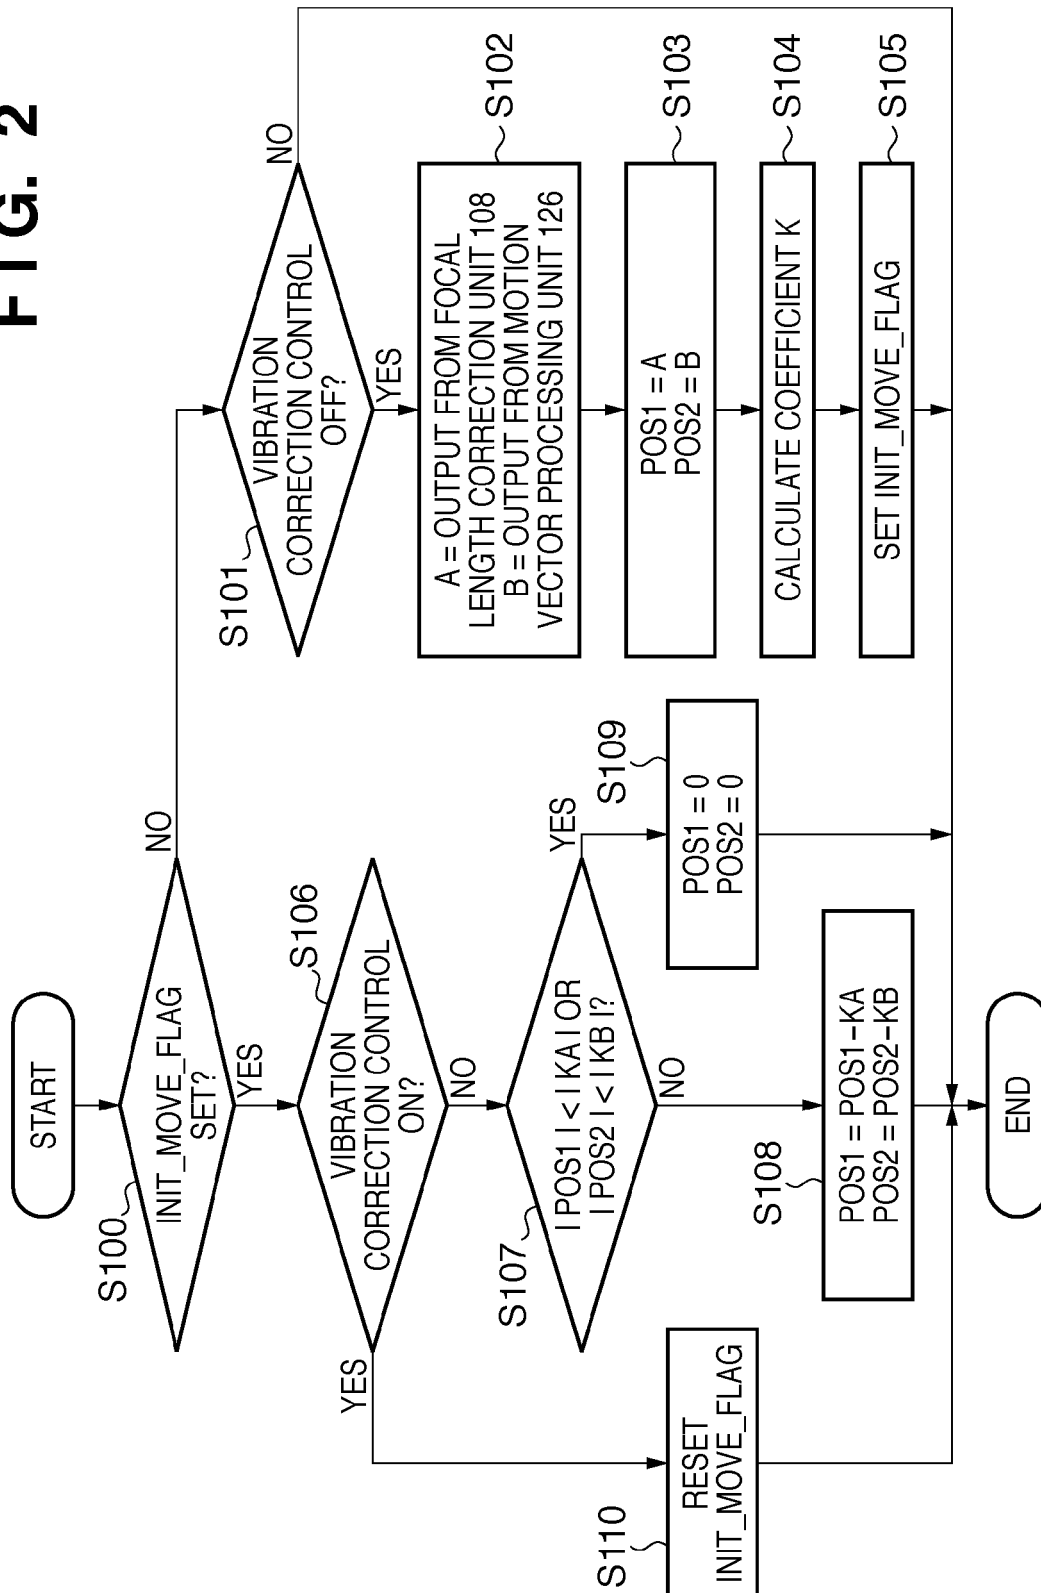 FIG. 2
START
S100
INIT_MOVE_FLAG
SET?
NO
YES
S101
VIBRATION
CORRECTION CONTROL
OFF?
NO
YES
S102
A = OUTPUT FROM FOCAL
LENGTH CORRECTION UNIT 108
B = OUTPUT FROM MOTION
VECTOR PROCESSING UNIT 126
S103
POS1 = A
POS2 = B
S104
CALCULATE COEFFICIENT K
S105
SET INIT_MOVE_FLAG
S106
VIBRATION
CORRECTION CONTROL
ON?
YES
NO
S107
| POS1 | < | KA | OR
| POS2 | < | KB |?
YES
NO
S109
POS1 = 0
POS2 = 0
S108
POS1 = POS1-KA
POS2 = POS2-KB
S110
RESET
INIT_MOVE_FLAG
END